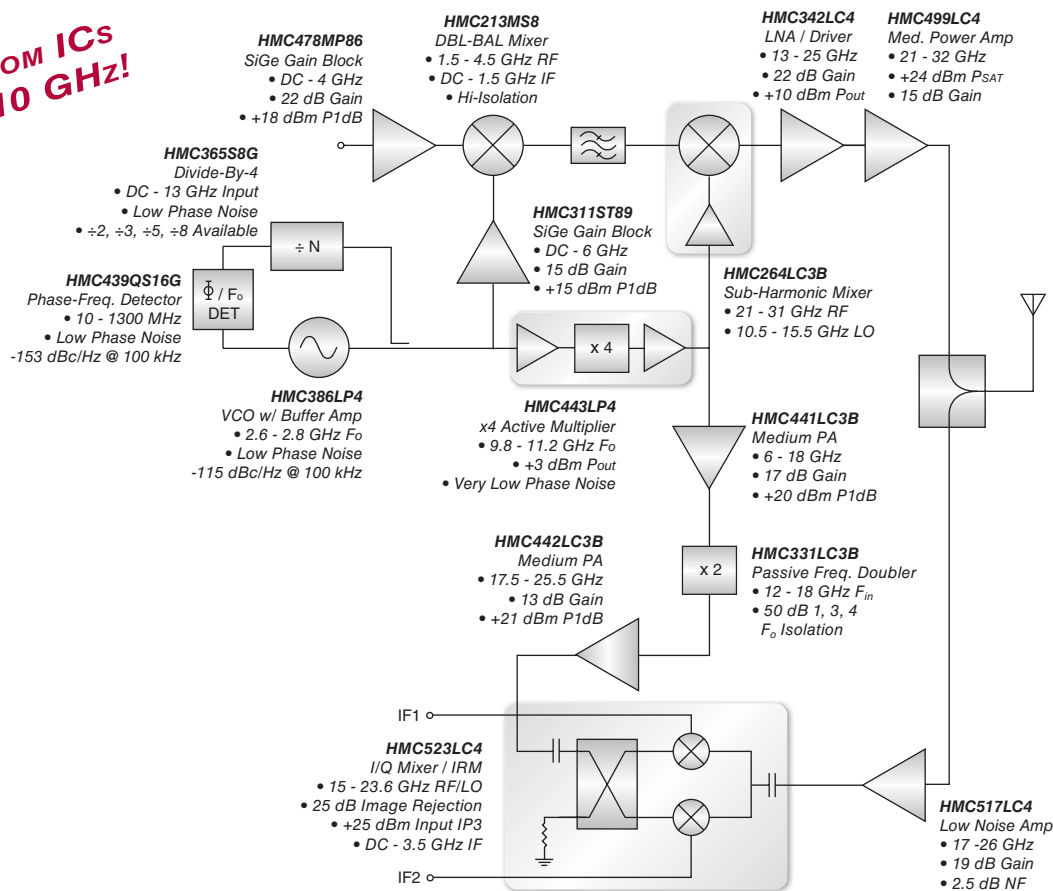 OM ICs
10 GHz!
HMC478MP86
SiGe Gain Block
• DC - 4 GHz
• 22 dB Gain
• +18 dBm P1dB
HMC213MS8
DBL-BAL Mixer
• 1.5 - 4.5 GHz RF
• DC - 1.5 GHz IF
• Hi-Isolation
HMC342LC4
LNA / Driver
• 13 - 25 GHz
• 22 dB Gain
• +10 dBm Pout
HMC499LC4
Med. Power Amp
• 21 - 32 GHz
• +24 dBm PSAT
• 15 dB Gain
HMC365S8G
Divide-By-4
• DC - 13 GHz Input
• Low Phase Noise
• ÷2, ÷3, ÷5, ÷8 Available
÷ N
HMC311ST89
SiGe Gain Block
• DC - 6 GHz
• 15 dB Gain
• +15 dBm P1dB
HMC439QS16G
Phase-Freq. Detector
• 10 - 1300 MHz
• Low Phase Noise
-153 dBc/Hz @ 100 kHz
Φ / Fo
DET
HMC264LC3B
Sub-Harmonic Mixer
• 21 - 31 GHz RF
• 10.5 - 15.5 GHz LO
x 4
HMC386LP4
VCO w/ Buffer Amp
• 2.6 - 2.8 GHz Fo
• Low Phase Noise
-115 dBc/Hz @ 100 kHz
HMC443LP4
x4 Active Multiplier
• 9.8 - 11.2 GHz Fo
• +3 dBm Pout
• Very Low Phase Noise
HMC441LC3B
Medium PA
• 6 - 18 GHz
• 17 dB Gain
• +20 dBm P1dB
HMC442LC3B
Medium PA
• 17.5 - 25.5 GHz
• 13 dB Gain
• +21 dBm P1dB
x 2
HMC331LC3B
Passive Freq. Doubler
• 12 - 18 GHz Fin
• 50 dB 1, 3, 4
Fo Isolation
IF1
HMC523LC4
I/Q Mixer / IRM
• 15 - 23.6 GHz RF/LO
• 25 dB Image Rejection
• +25 dBm Input IP3
• DC - 3.5 GHz IF
IF2
HMC517LC4
Low Noise Amp
• 17 -26 GHz
• 19 dB Gain
• 2.5 dB NF